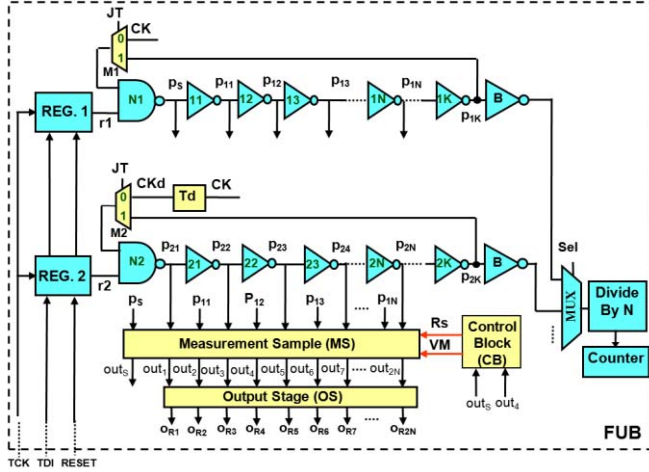 JT
0 CK
1
M1
pS p11 p12 p13 p1N
REG. 1 r1 N1 11 12 13 1N 1K B
p1K
JT
0 CKd Td CK
1
M2
p21 p22 p23 p24 p2N
REG. 2 r2 N2 21 22 23 2N 2K B
p2K
Sel
MUX
Divide
By N
Counter
pS p11 P12 p13 .... p1N
Rs
VM
Control
Block
(CB)
Measurement Sample (MS)
outS out1 out2 out3 out4 out5 out6 out7 .... out2N
outS out4
Output Stage (OS)
oR1 oR2 oR3 oR4 oR5 oR6 oR7 .... oR2N
FUB
TCK TDI RESET